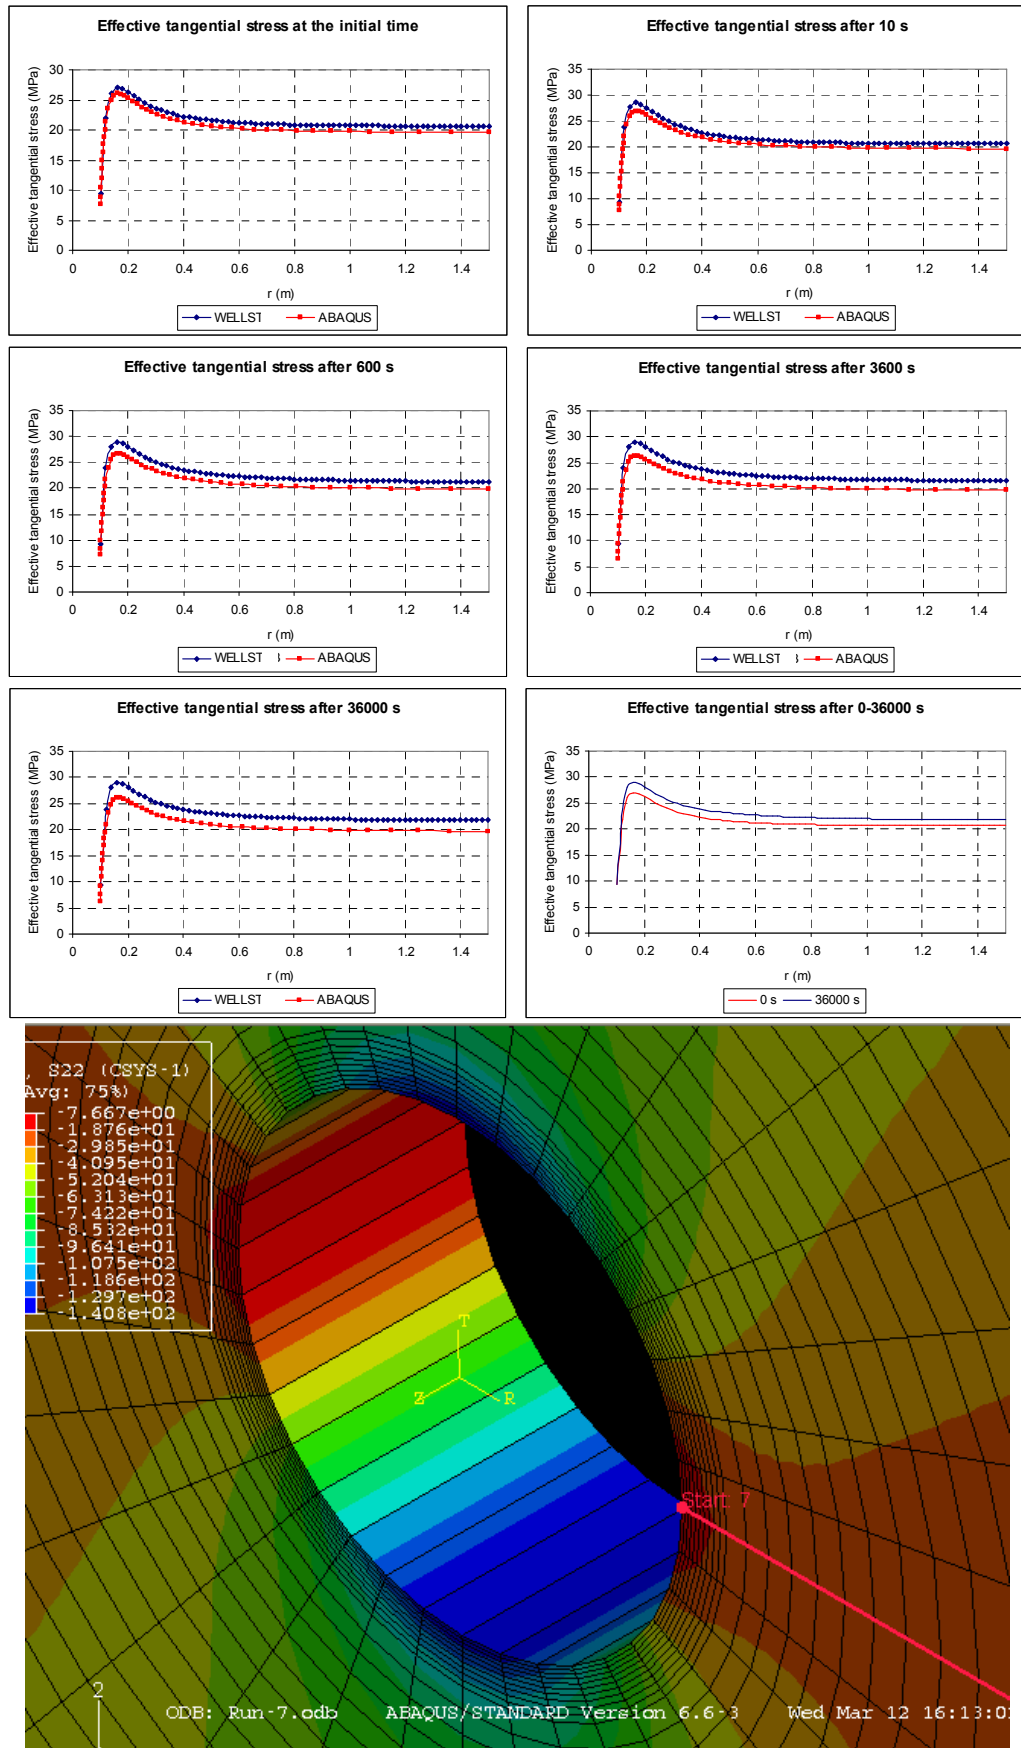 Effective tangential stress at the initial time
Effective tangential stress (MPa)
30
25
20
15
10
5
0
0 0.2 0.4 0.6 0.8 1 1.2 1.4
r (m)
WELLST ABAQUS
Effective tangential stress after 10 s
Effective tangential stress (MPa)
35
30
25
20
15
10
5
0
0 0.2 0.4 0.6 0.8 1 1.2 1.4
r (m)
WELLST ABAQUS
Effective tangential stress after 600 s
Effective tangential stress (MPa)
35
30
25
20
15
10
5
0
0 0.2 0.4 0.6 0.8 1 1.2 1.4
r (m)
WELLST ABAQUS
Effective tangential stress after 3600 s
Effective tangential stress (MPa)
35
30
25
20
15
10
5
0
0 0.2 0.4 0.6 0.8 1 1.2 1.4
r (m)
WELLST ABAQUS
Effective tangential stress after 36000 s
Effective tangential stress (MPa)
35
30
25
20
15
10
5
0
0 0.2 0.4 0.6 0.8 1 1.2 1.4
r (m)
WELLST ABAQUS
Effective tangential stress after 0-36000 s
Effective tangential stress (MPa)
35
30
25
20
15
10
5
0
0 0.2 0.4 0.6 0.8 1 1.2 1.4
r (m)
0 s 36000 s
, S22 (CSYS-1)
Avg: 75%)
-7.667e+00
-1.876e+01
-2.985e+01
-4.095e+01
-5.204e+01
-6.313e+01
-7.422e+01
-8.532e+01
-9.641e+01
-1.075e+02
-1.186e+02
-1.297e+02
-1.408e+02
T
Z R
Start 7
2
ODB: Run-7.odb ABAQUS/STANDARD Version 6.6-3 Wed Mar 12 16:13:0